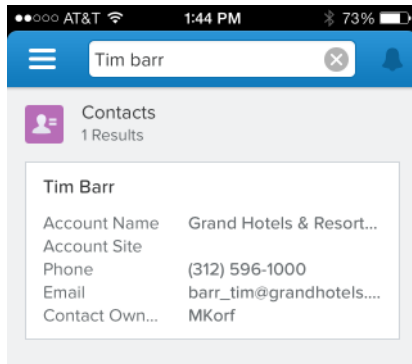 AT&T 1:44 PM 73%
Tim barr
Contacts
1 Results
Tim Barr
Account Name Grand Hotels & Resort...
Account Site
Phone (312) 596-1000
Email barr_tim@grandhotels....
Contact Own... MKorf